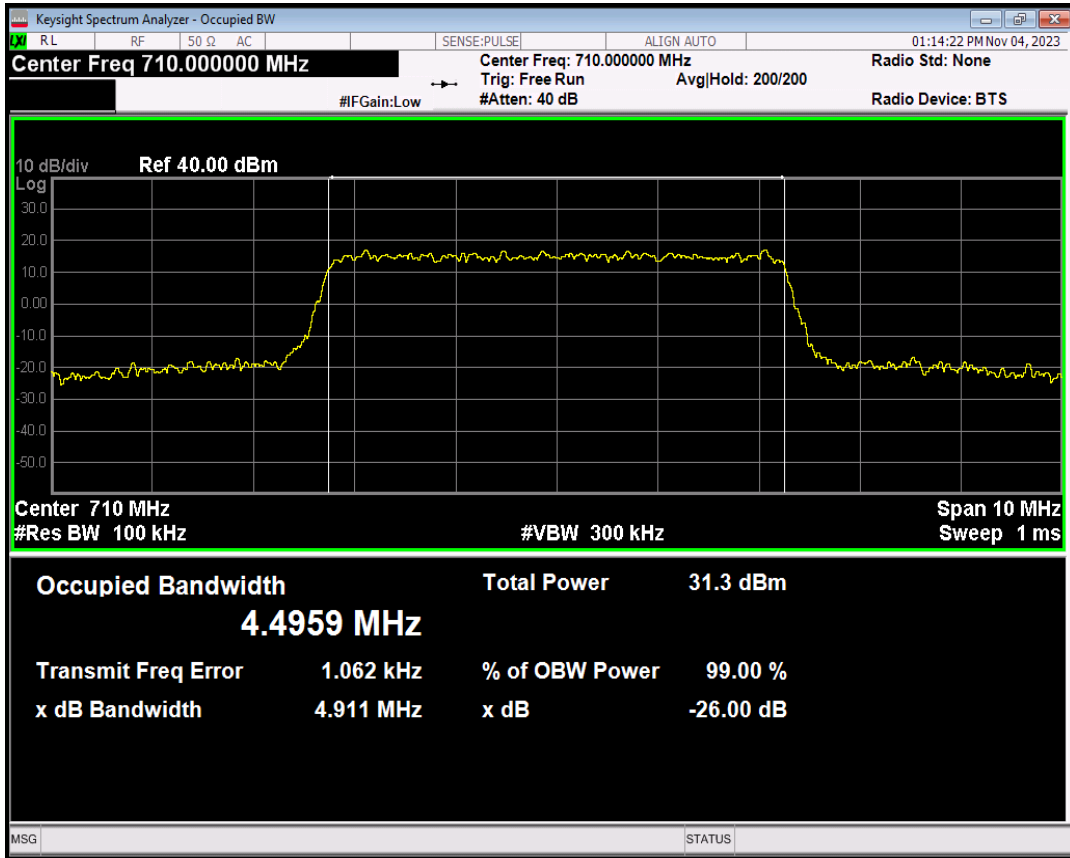 Keysight Spectrum Analyzer - Occupied BW
LXI RL RF 50 Ω AC SENSE:PULSE ALIGN AUTO 01:14:22 PM Nov 04, 2023
Center Freq 710.000000 MHz
Center Freq: 710.000000 MHz Radio Std: None
Trig: Free Run Avg|Hold: 200/200
#IFGain:Low #Atten: 40 dB Radio Device: BTS
10 dB/div Ref 40.00 dBm
Log
30.0
20.0
10.0
0.00
-10.0
-20.0
-30.0
-40.0
-50.0
Center 710 MHz Span 10 MHz
#Res BW 100 kHz #VBW 300 kHz Sweep 1 ms
Occupied Bandwidth Total Power 31.3 dBm
4.4959 MHz
Transmit Freq Error 1.062 kHz % of OBW Power 99.00 %
x dB Bandwidth 4.911 MHz x dB -26.00 dB
MSG STATUS